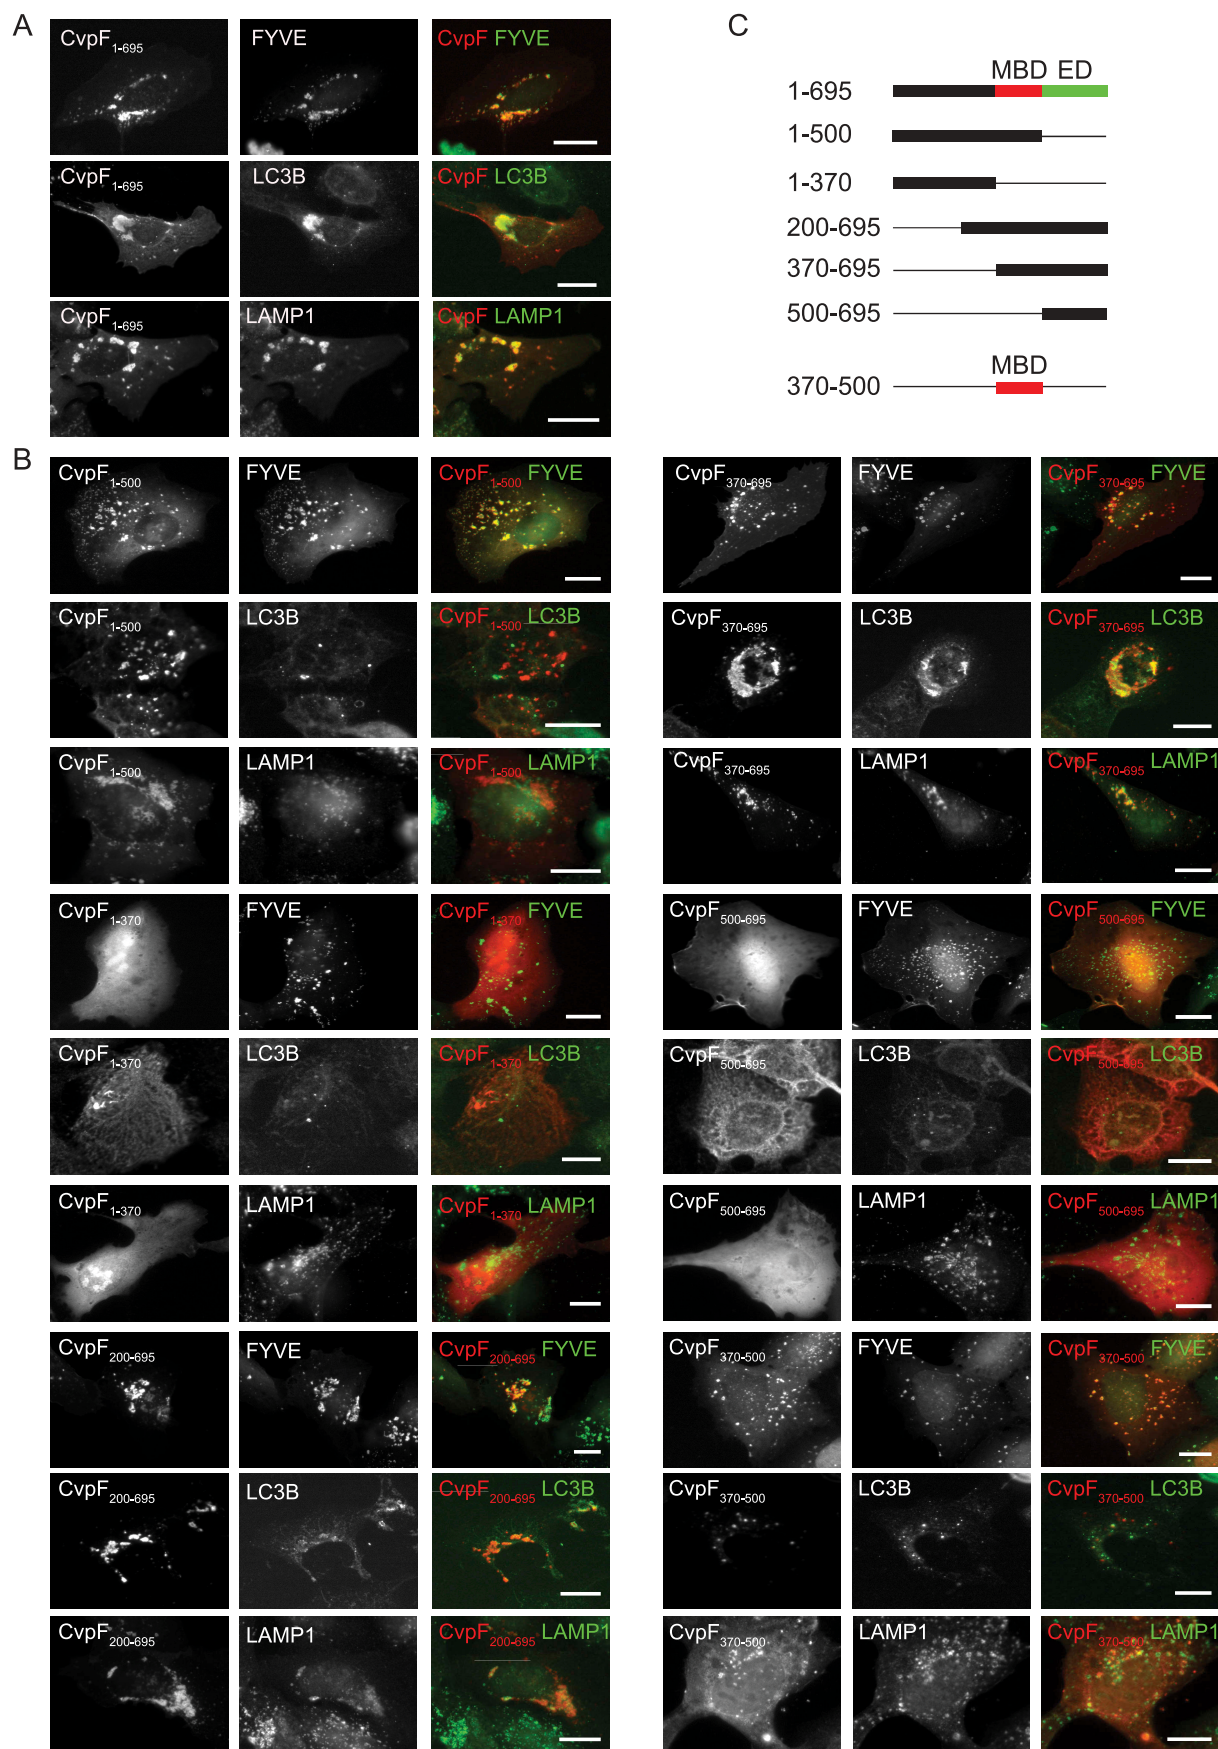 A
CvpF1-695 FYVE CvpF FYVE
CvpF1-695 LC3B CvpF LC3B
CvpF1-695 LAMP1 CvpF LAMP1
C
MBD ED
1-695
1-500
1-370
200-695
370-695
500-695
MBD
370-500
B
CvpF1-500 FYVE CvpF1-500 FYVE
CvpF1-500 LC3B CvpF1-500 LC3B
CvpF1-500 LAMP1 CvpF1-500 LAMP1
CvpF1-370 FYVE CvpF1-370 FYVE
CvpF1-370 LC3B CvpF1-370 LC3B
CvpF1-370 LAMP1 CvpF1-370 LAMP1
CvpF200-695 FYVE CvpF200-695 FYVE
CvpF200-695 LC3B CvpF200-695 LC3B
CvpF200-695 LAMP1 CvpF200-695 LAMP1
CvpF370-695 FYVE CvpF370-695 FYVE
CvpF370-695 LC3B CvpF370-695 LC3B
CvpF370-695 LAMP1 CvpF370-695 LAMP1
CvpF500-695 FYVE CvpF500-695 FYVE
CvpF500-695 LC3B CvpF500-695 LC3B
CvpF500-695 LAMP1 CvpF500-695 LAMP1
CvpF370-500 FYVE CvpF370-500 FYVE
CvpF370-500 LC3B CvpF370-500 LC3B
CvpF370-500 LAMP1 CvpF370-500 LAMP1